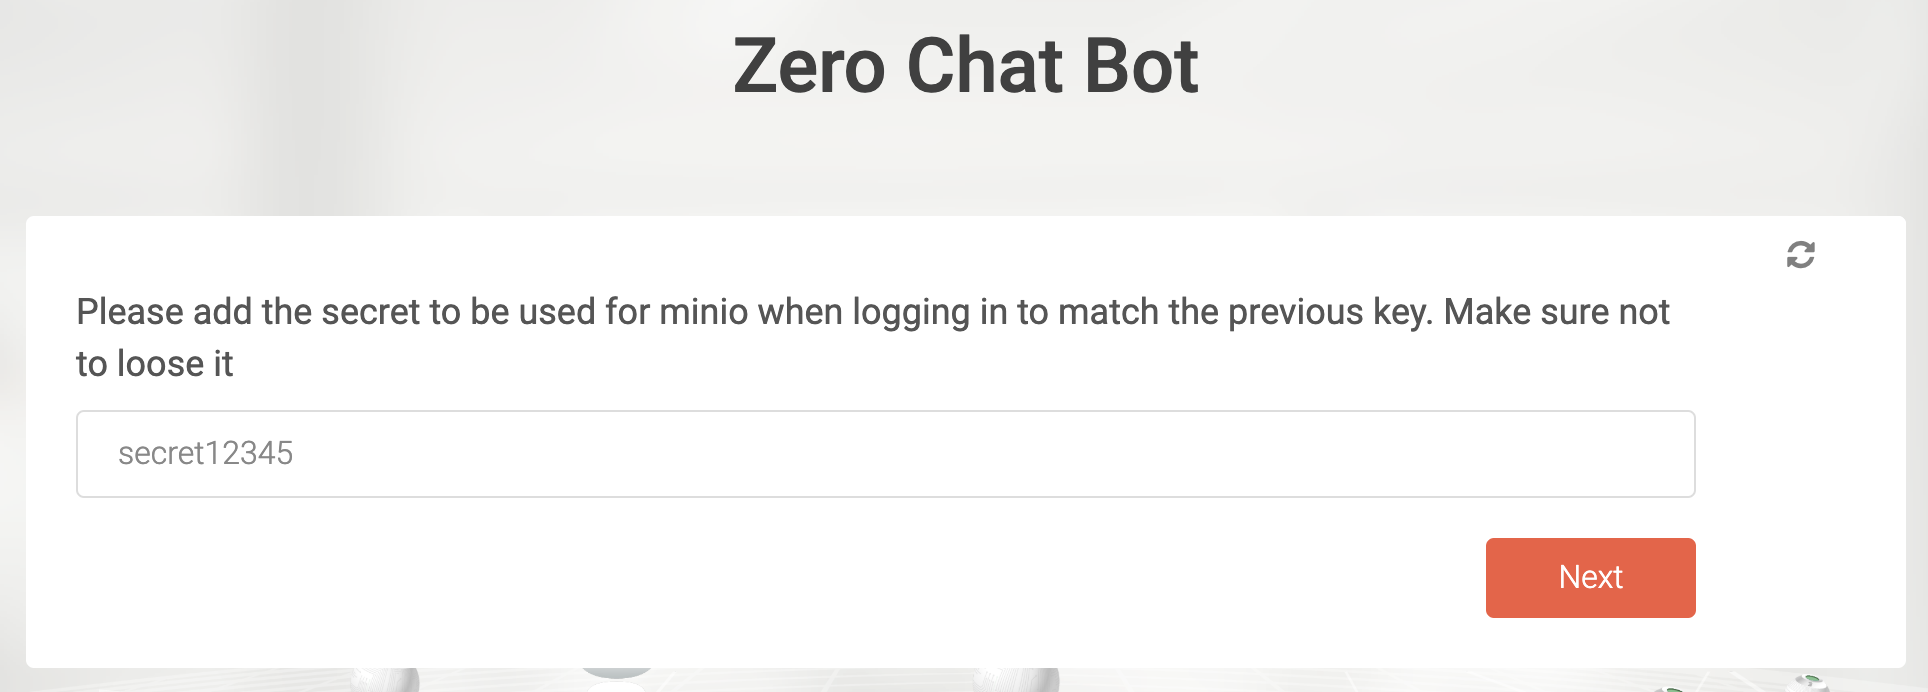 Zero Chat Bot
Please add the secret to be used for minio when logging in to match the previous key. Make sure not
to loose it
secret12345
Next